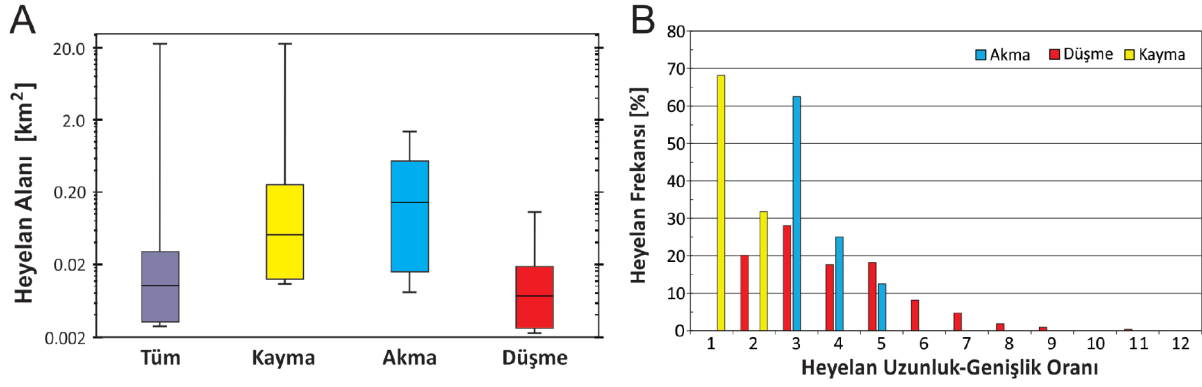 A
Heyelan Alanı [km²]
20.0
2.0
0.20
0.02
0.002
Tüm Kayma Akma Düşme
B
Heyelan Frekansı [%]
80
70
60
50
40
30
20
10
0
Akma Düşme Kayma
1 2 3 4 5 6 7 8 9 10 11 12
Heyelan Uzunluk-Genişlik Oranı